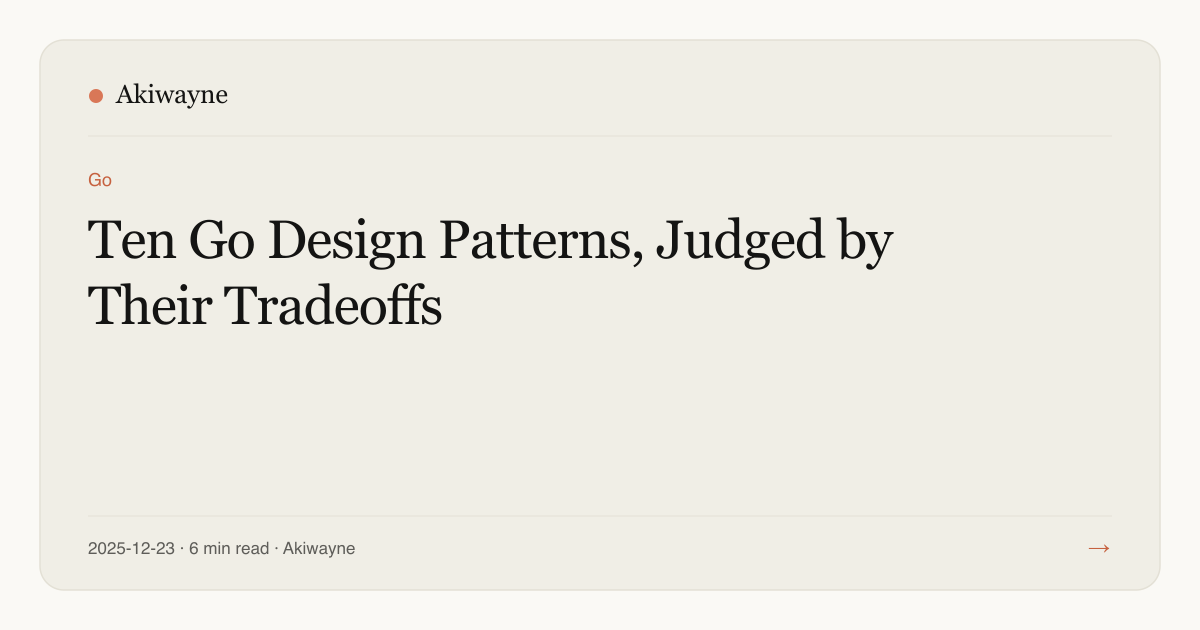 Akiwayne
Go
Ten Go Design Patterns, Judged by
Their Tradeoffs
2025-12-23 · 6 min read · Akiwayne
→